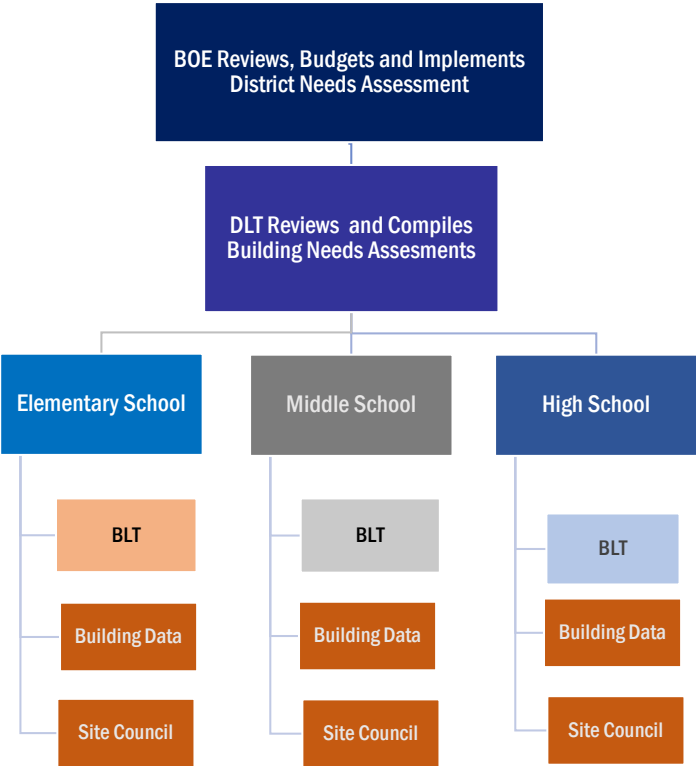 BOE Reviews, Budgets and Implements
District Needs Assessment
DLT Reviews and Compiles
Building Needs Assesments
Elementary School
Middle School
High School
BLT
BLT
BLT
Building Data
Building Data
Building Data
Site Council
Site Council
Site Council